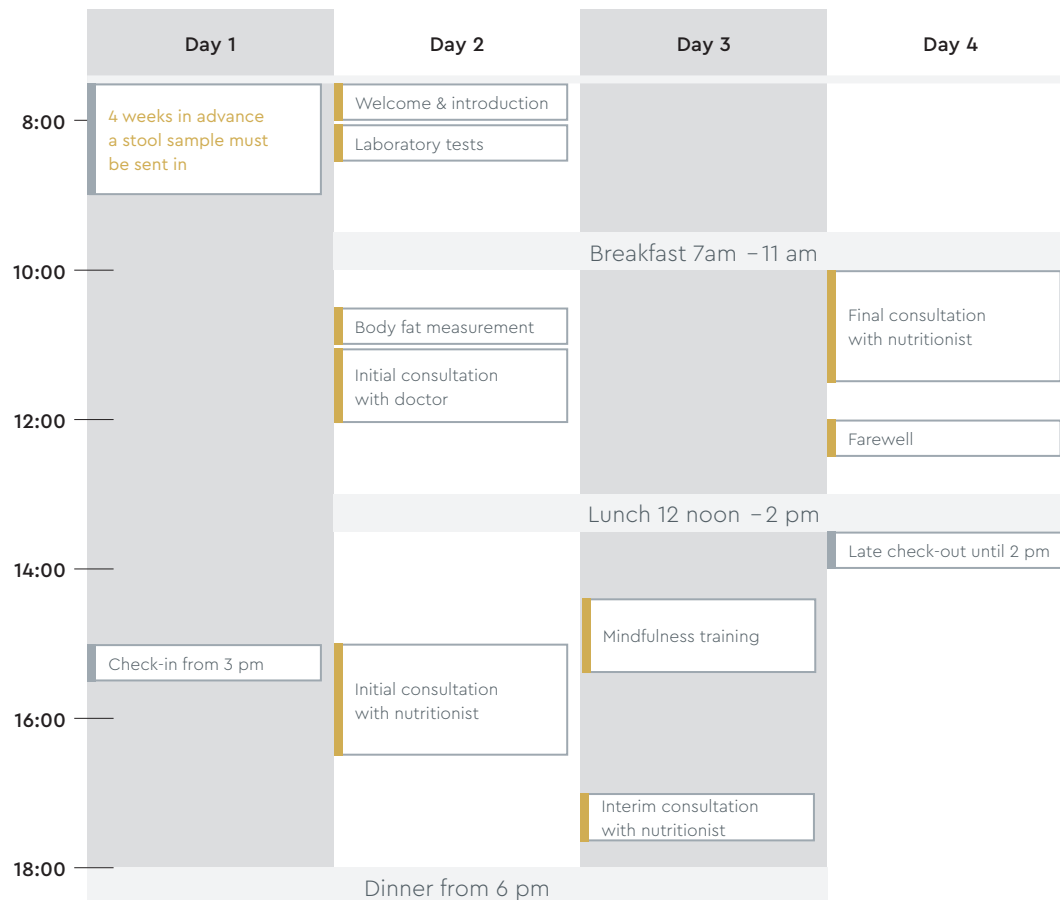 Day 1
Day 2
Day 3
Day 4
8:00
4 weeks in advance
a stool sample must
be sent in
Welcome & introduction
Laboratory tests
Breakfast 7am – 11 am
10:00
Body fat measurement
Initial consultation
with doctor
Final consultation
with nutritionist
12:00
Farewell
Lunch 12 noon – 2 pm
Late check-out until 2 pm
14:00
Mindfulness training
Check-in from 3 pm
Initial consultation
with nutritionist
16:00
Interim consultation
with nutritionist
18:00
Dinner from 6 pm